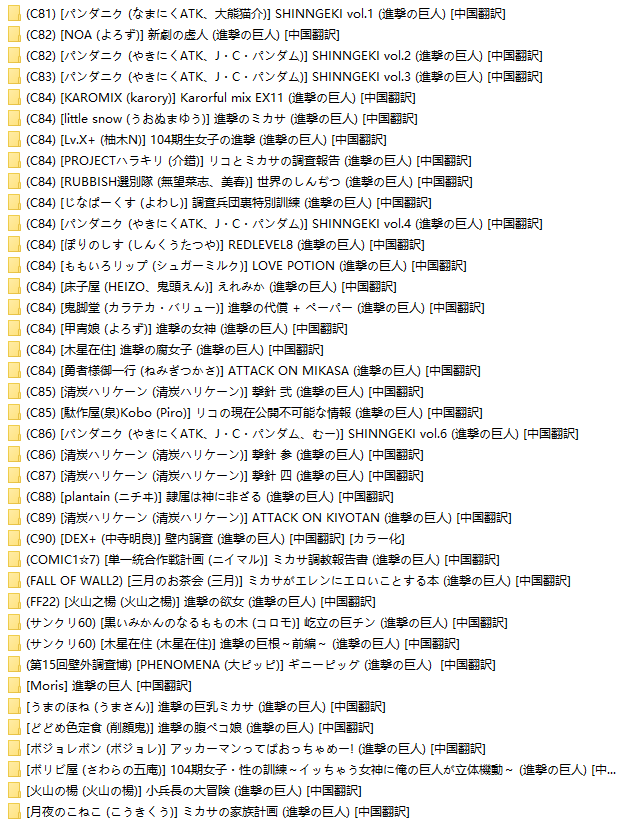 (C81) [パンダニク (なまにくATK、大熊猫介)] SHINNGEKI vol.1 (進撃の巨人) [中国翻訳]
(C82) [NOA (よろず)] 新劇の虚人 (進撃の巨人) [中国翻訳]
(C82) [パンダニク (やきにくATK、J・C・パンダム)] SHINNGEKI vol.2 (進撃の巨人) [中国翻訳]
(C83) [パンダニク (やきにくATK、J・C・パンダム)] SHINNGEKI vol.3 (進撃の巨人) [中国翻訳]
(C84) [KAROMIX (karory)] Karorful mix EX11 (進撃の巨人) [中国翻訳]
(C84) [little snow (うおぬまゆう)] 進撃のミカサ (進撃の巨人) [中国翻訳]
(C84) [Lv.X+ (柚木N)] 104期生女子の進撃 (進撃の巨人) [中国翻訳]
(C84) [PROJECTハラキリ (介錯)] リコとミカサの調査報告 (進撃の巨人) [中国翻訳]
(C84) [RUBBISH選別隊 (無望菜志、美春)] 世界のしんぢつ (進撃の巨人) [中国翻訳]
(C84) [じなぱーくす (よわし)] 調査兵団裏特別訓練 (進撃の巨人) [中国翻訳]
(C84) [パンダニク (やきにくATK、J・C・パンダム)] SHINNGEKI vol.4 (進撃の巨人) [中国翻訳]
(C84) [ぽりのしす (しんくうたつや)] REDLEVEL8 (進撃の巨人) [中国翻訳]
(C84) [ももいろリップ (シュガーミルク)] LOVE POTION (進撃の巨人) [中国翻訳]
(C84) [床子屋 (HEIZO、鬼頭えん)] えれみか (進撃の巨人) [中国翻訳]
(C84) [鬼脚堂 (カラテカ・バリュー)] 進撃の代償 + ペーパー (進撃の巨人) [中国翻訳]
(C84) [甲冑娘 (よろず)] 進撃の女神 (進撃の巨人) [中国翻訳]
(C84) [木星在住] 進撃の腐女子 (進撃の巨人) [中国翻訳]
(C84) [勇者様御一行 (ねみぎつかさ)] ATTACK ON MIKASA (進撃の巨人) [中国翻訳]
(C85) [清炭ハリケーン (清炭ハリケーン)] 撃針 弐 (進撃の巨人) [中国翻訳]
(C85) [駄作屋(泉)Kobo (Piro)] リコの現在公開不可能な情報 (進撃の巨人) [中国翻訳]
(C86) [パンダニク (やきにくATK、J・C・パンダム、むー)] SHINNGEKI vol.6 (進撃の巨人) [中国翻訳]
(C86) [清炭ハリケーン (清炭ハリケーン)] 撃針 参 (進撃の巨人) [中国翻訳]
(C87) [清炭ハリケーン (清炭ハリケーン)] 撃針 四 (進撃の巨人) [中国翻訳]
(C88) [plantain (ニチヰ)] 隷属は神に非ざる (進撃の巨人) [中国翻訳]
(C89) [清炭ハリケーン (清炭ハリケーン)] ATTACK ON KIYOTAN (進撃の巨人) [中国翻訳]
(C90) [DEX+ (中寺明良)] 壁内調査 (進撃の巨人) [中国翻訳] [カラー化]
(COMIC1☆7) [単一統合作戦計画 (ニイマル)] ミカサ調教報告書 (進撃の巨人) [中国翻訳]
(FALL OF WALL2) [三月のお茶会 (三月)] ミカサがエレンにエロいことする本 (進撃の巨人) [中国翻訳]
(FF22) [火山之楊 (火山之楊)] 進撃の欲女 (進撃の巨人) [中国翻訳]
(サンクリ60) [黒いみかんのなるももの木 (コロモ)] 屹立の巨チン (進撃の巨人) [中国翻訳]
(サンクリ60) [木星在住 (木星在住)] 進撃の巨根～前編～ (進撃の巨人) [中国翻訳]
(第15回壁外調査博) [PHENOMENA (大ピッピ)] ギニーピッグ (進撃の巨人) [中国翻訳]
[Moris] 進撃の巨人 [中国翻訳]
[うまのほね (うまさん)] 進撃の巨乳ミカサ (進撃の巨人) [中国翻訳]
[どどめ色定食 (削顔鬼)] 進撃の腹ペコ娘 (進撃の巨人) [中国翻訳]
[ボジョレボン (ボジョレ)] アッカーマンってばおっちゃめー! (進撃の巨人) [中国翻訳]
[ポリビ屋 (さわらの五庵)] 104期女子・性の訓練～イッちゃう女神に俺の巨人が立体機動～ (進撃の巨人) [中...
[火山の楊 (火山の楊)] 小兵長の大冒険 (進撃の巨人) [中国翻訳]
[月夜のこねこ (こうきくう)] ミカサの家族計画 (進撃の巨人) [中国翻訳]